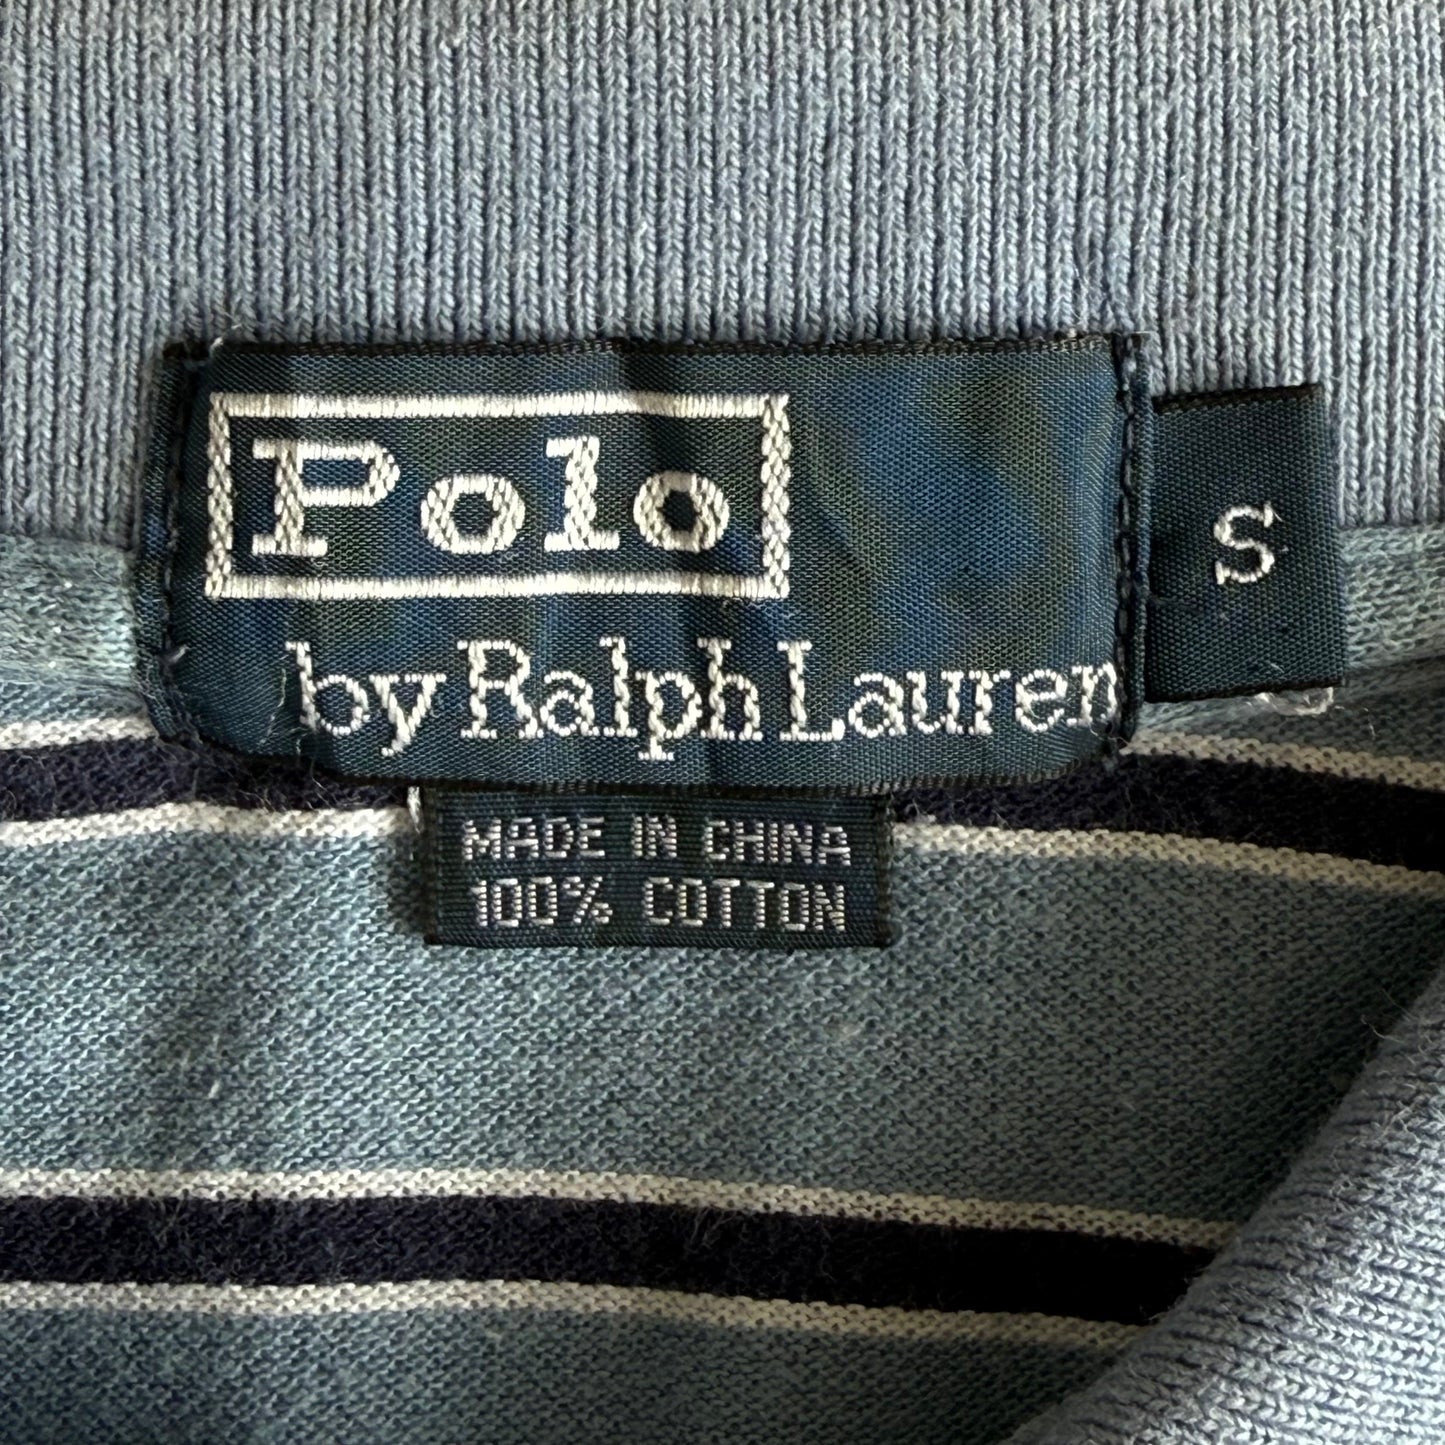 Polo
by Ralph Lauren
S
MADE IN CHINA
100% COTTON